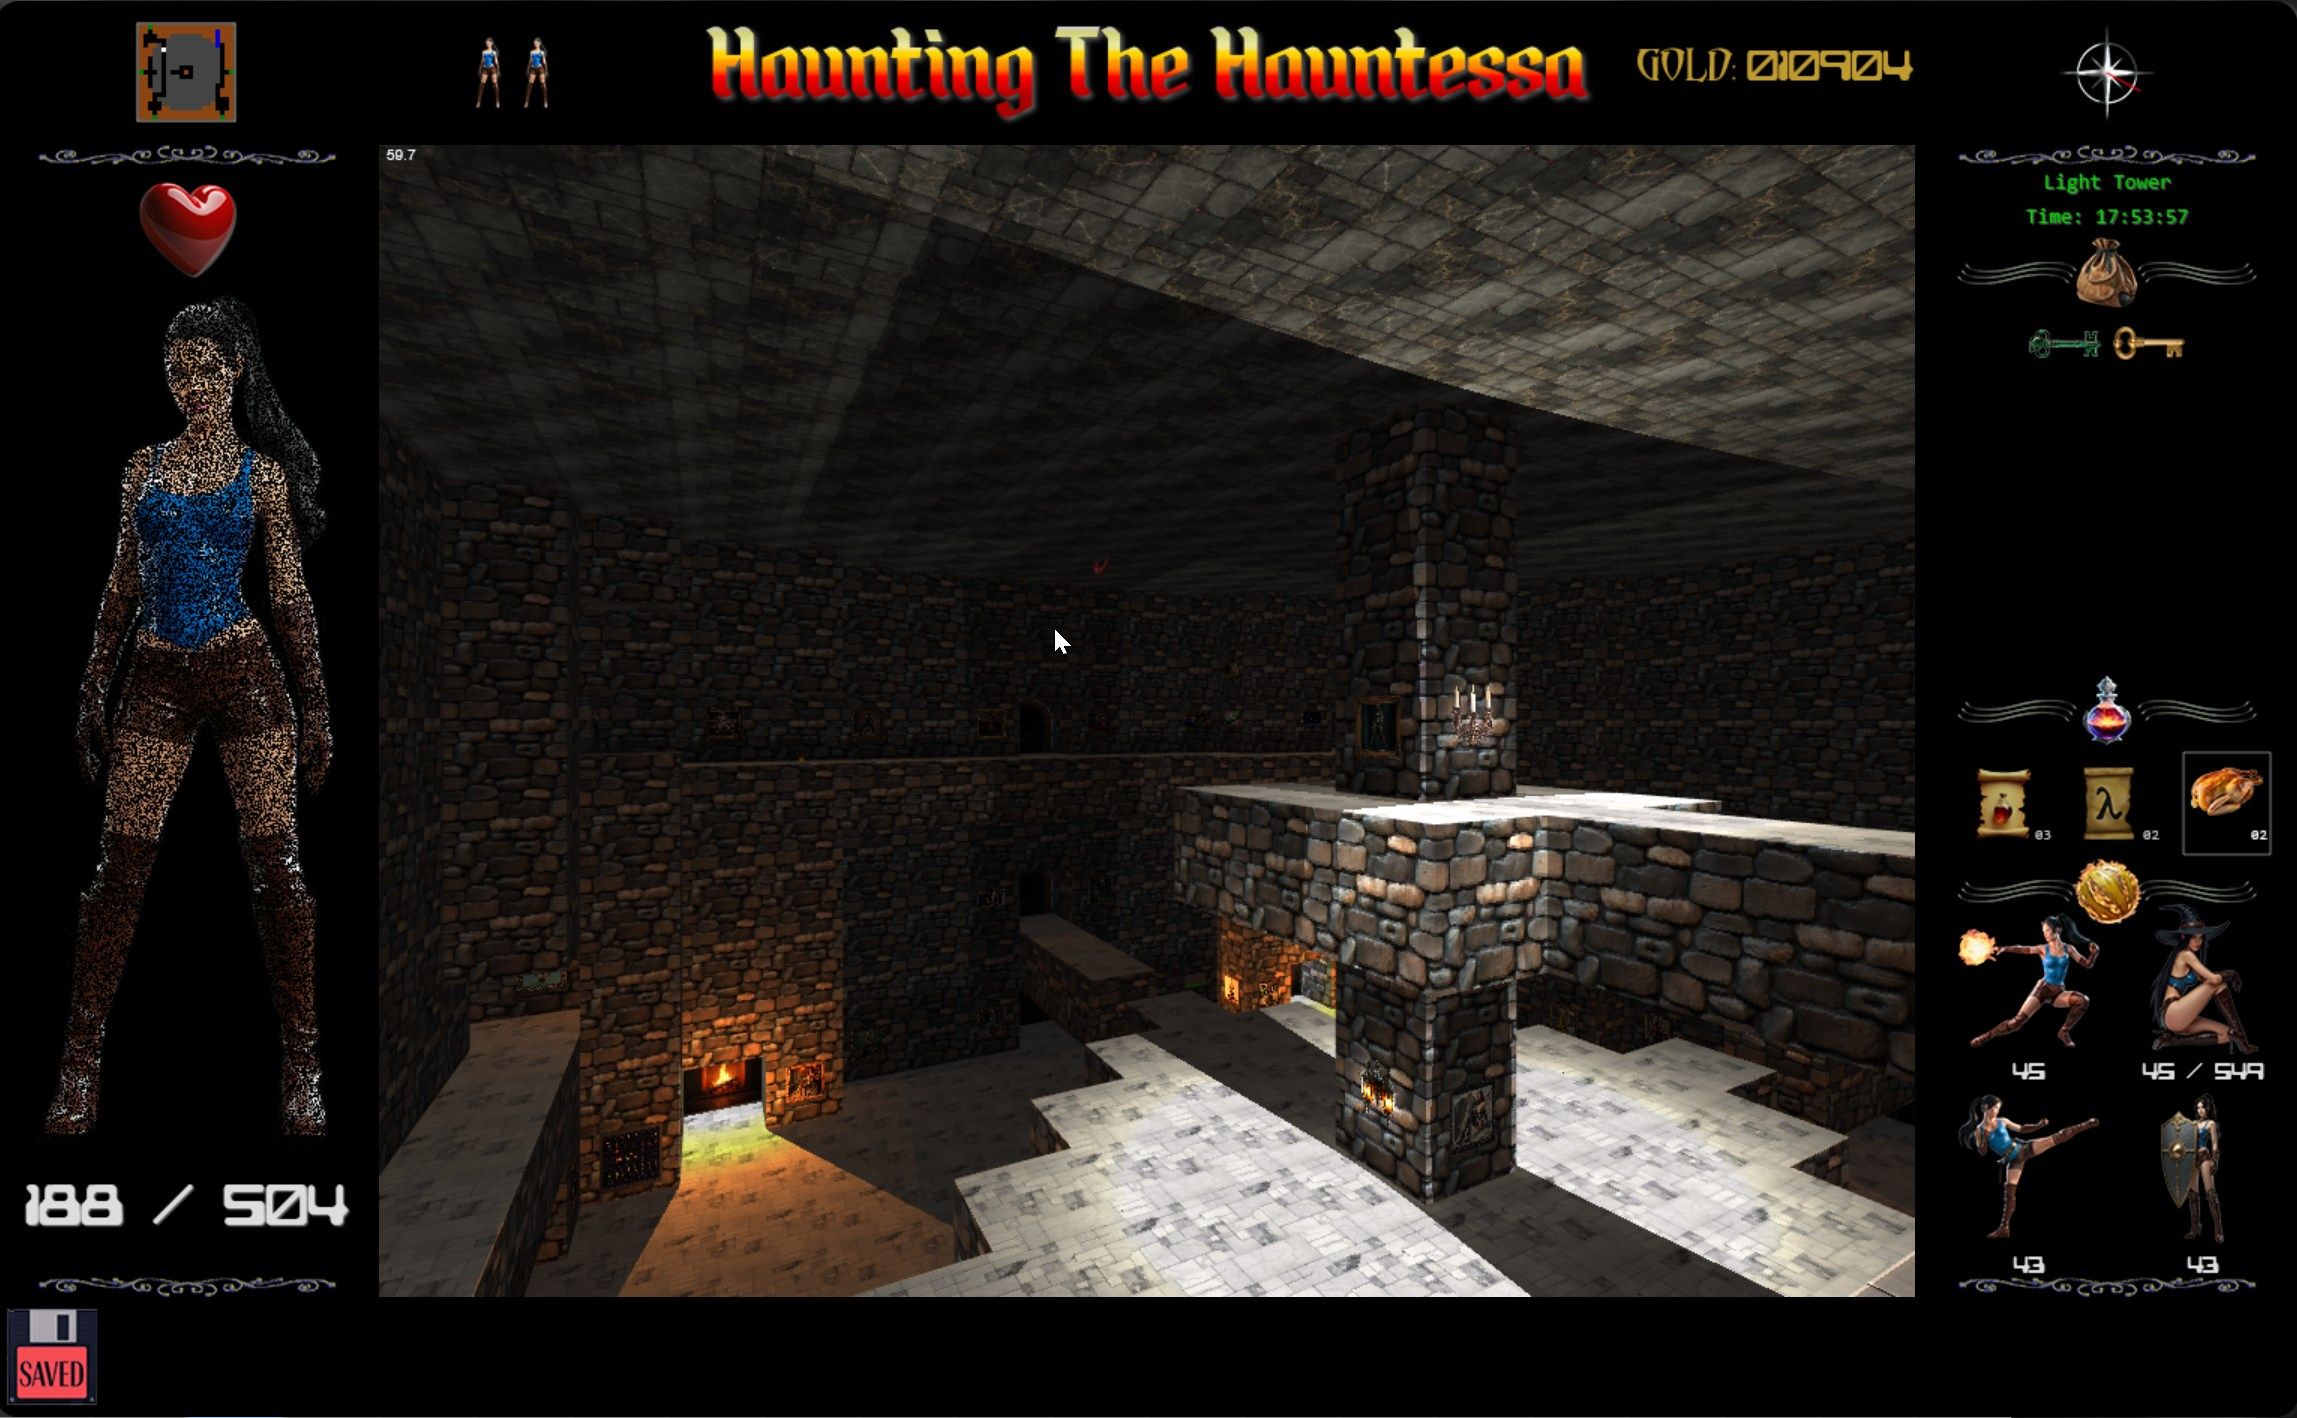 Haunting The Hauntessa
GOLD: 010904
59.7
Light Tower
Time: 17:53:57
03
λ
02
02
45
45 / 549
43
43
188 / 504
SAVED